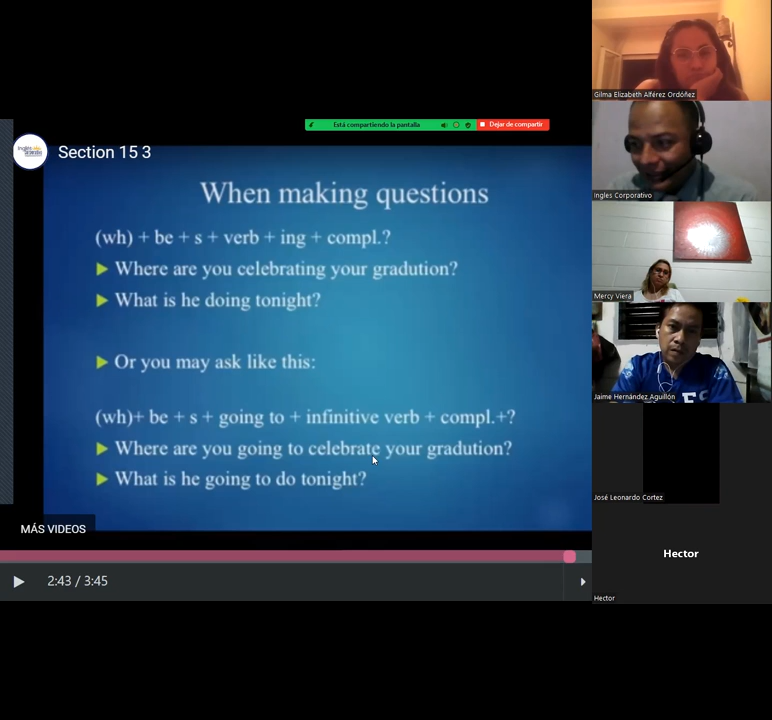 Está compartiendo la pantalla
Dejar de compartir
Section 15 3
When making questions
(wh) + be + s + verb + ing + compl.?
Where are you celebrating your gradution?
What is he doing tonight?
Or you may ask like this:
(wh)+ be + s + going to + infinitive verb + compl.+?
Where are you going to celebrate your gradution?
What is he going to do tonight?
MÁS VIDEOS
2:43 / 3:45
Gilma Elizabeth Alférez Ordóñez
Ingles Corporativo
Mercy Viera
Jaime Hernández Aguillón
José Leonardo Cortez
Hector
Hector